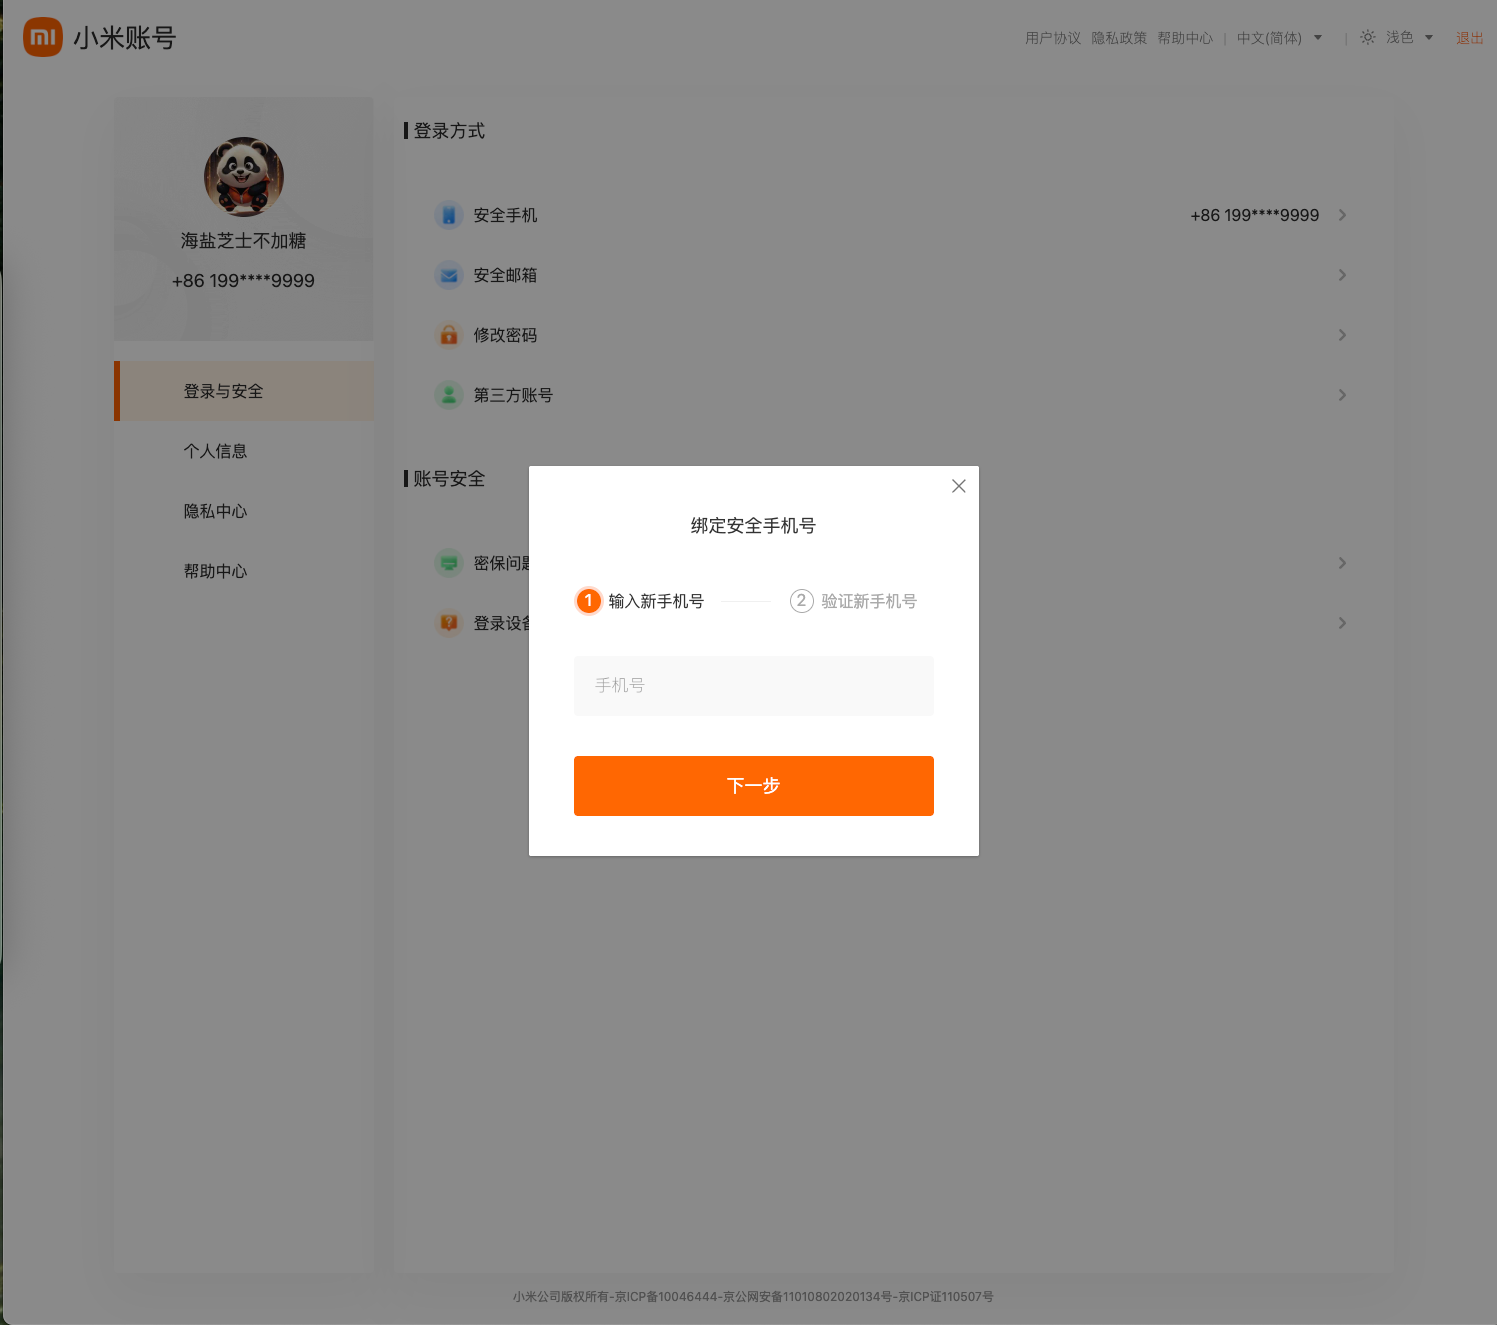 小米账号
用户协议 隐私政策 帮助中心 | 中文(简体) | 浅色 退出
海盐芝士不加糖
+86 199****9999
登录与安全
个人信息
隐私中心
帮助中心
登录方式
安全手机 +86 199****9999
安全邮箱
修改密码
第三方账号
账号安全
密保问题
登录设备
绑定安全手机号
1 输入新手机号 2 验证新手机号
手机号
下一步
小米公司版权所有-京ICP备10046444-京公网安备11010802020134号-京ICP证110507号